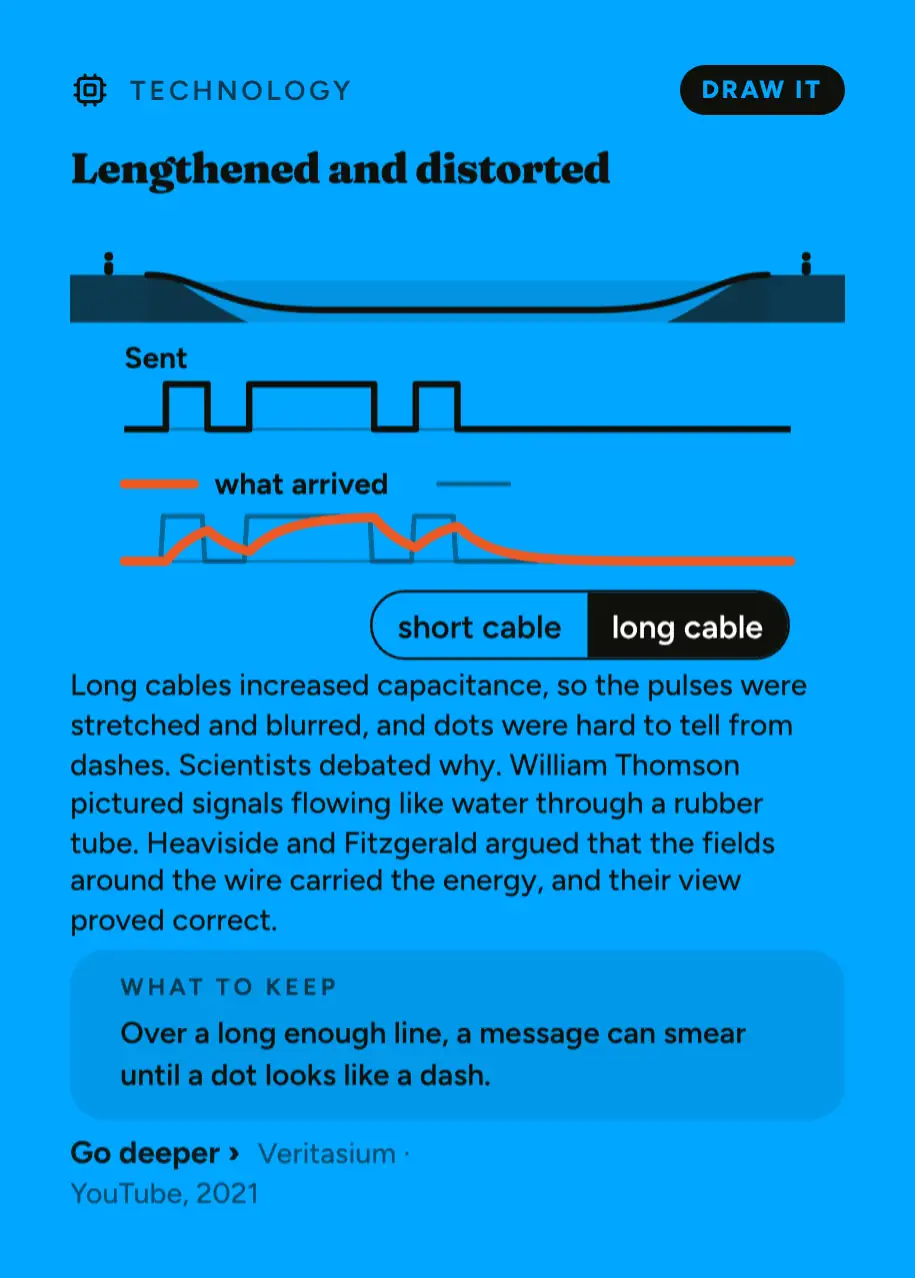 TECHNOLOGY
DRAW IT
Lengthened and distorted
Sent
what arrived
short cable
long cable
Long cables increased capacitance, so the pulses were
stretched and blurred, and dots were hard to tell from
dashes. Scientists debated why. William Thomson
pictured signals flowing like water through a rubber
tube. Heaviside and Fitzgerald argued that the fields
around the wire carried the energy, and their view
proved correct.
WHAT TO KEEP
Over a long enough line, a message can smear
until a dot looks like a dash.
Go deeper › Veritasium ·
YouTube, 2021